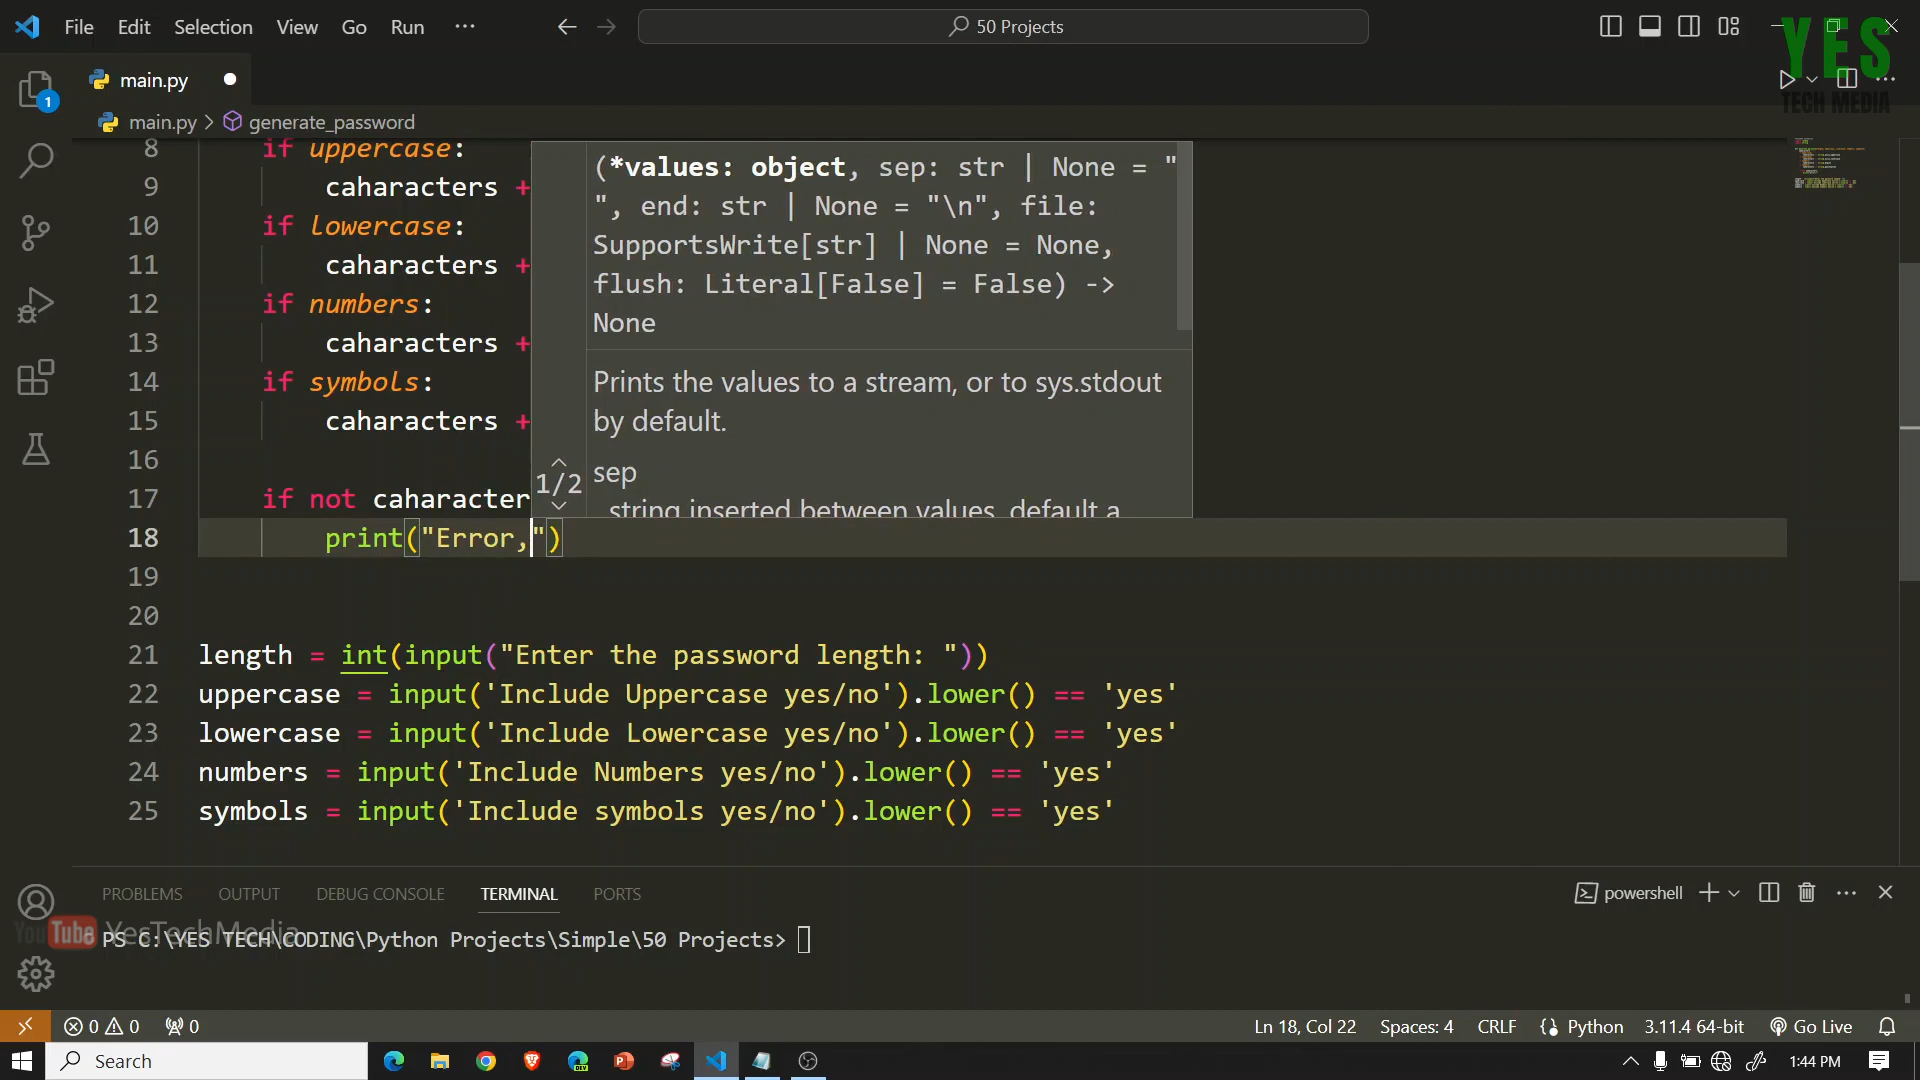 File Edit Selection View Go Run ···
50 Projects
YES
TECH MEDIA
main.py
1
main.py > generate_password
8 if uppercase:
9 caharacters +
10 if lowercase:
11 caharacters +
12 if numbers:
13 caharacters +
14 if symbols:
15 caharacters +
16
17 if not caharacter
18 print("Error,")
19
20
21 length = int(input("Enter the password length: "))
22 uppercase = input('Include Uppercase yes/no').lower() == 'yes'
23 lowercase = input('Include Lowercase yes/no').lower() == 'yes'
24 numbers = input('Include Numbers yes/no').lower() == 'yes'
25 symbols = input('Include symbols yes/no').lower() == 'yes'
(*values: object, sep: str | None = "
", end: str | None = "\n", file:
SupportsWrite[str] | None = None,
flush: Literal[False] = False) ->
None
Prints the values to a stream, or to sys.stdout
by default.
1/2
sep
string inserted between values, default a
PROBLEMS OUTPUT DEBUG CONSOLE TERMINAL PORTS
powershell
YouTube YesTechMedia
PS C:\YES TECH\CODING\Python Projects\Simple\50 Projects>
0 0 0
Ln 18, Col 22 Spaces: 4 CRLF Python 3.11.4 64-bit Go Live
Search
1:44 PM